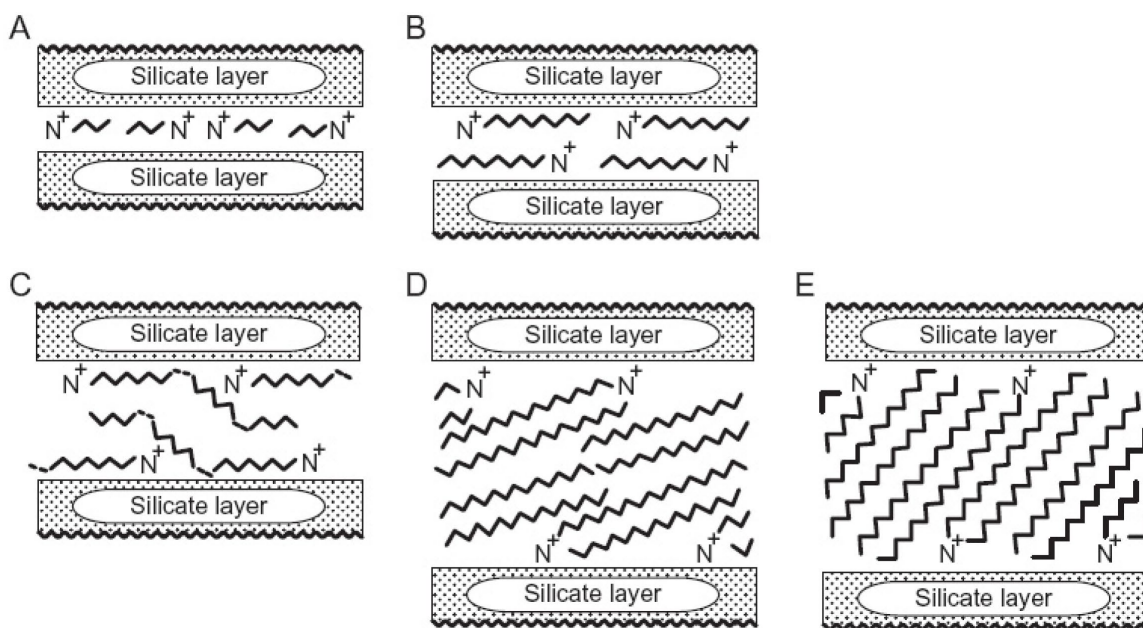 A
Silicate layer
N+ N+ N+ N+
Silicate layer
B
Silicate layer
N+ N+
N+ N+
Silicate layer
C
Silicate layer
N+ N+
N+ N+
Silicate layer
D
Silicate layer
N+ N+
N+ N+
Silicate layer
E
Silicate layer
N+ N+
N+ N+
Silicate layer